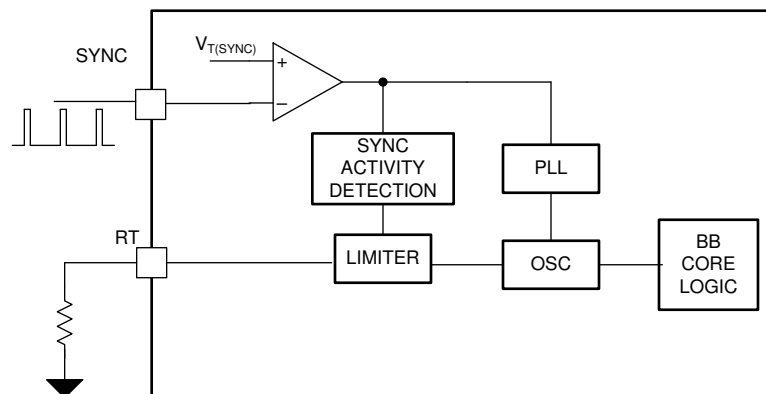 V_T(SYNC)
SYNC
+
−
SYNC
ACTIVITY
DETECTION
PLL
RT
LIMITER
OSC
BB
CORE
LOGIC